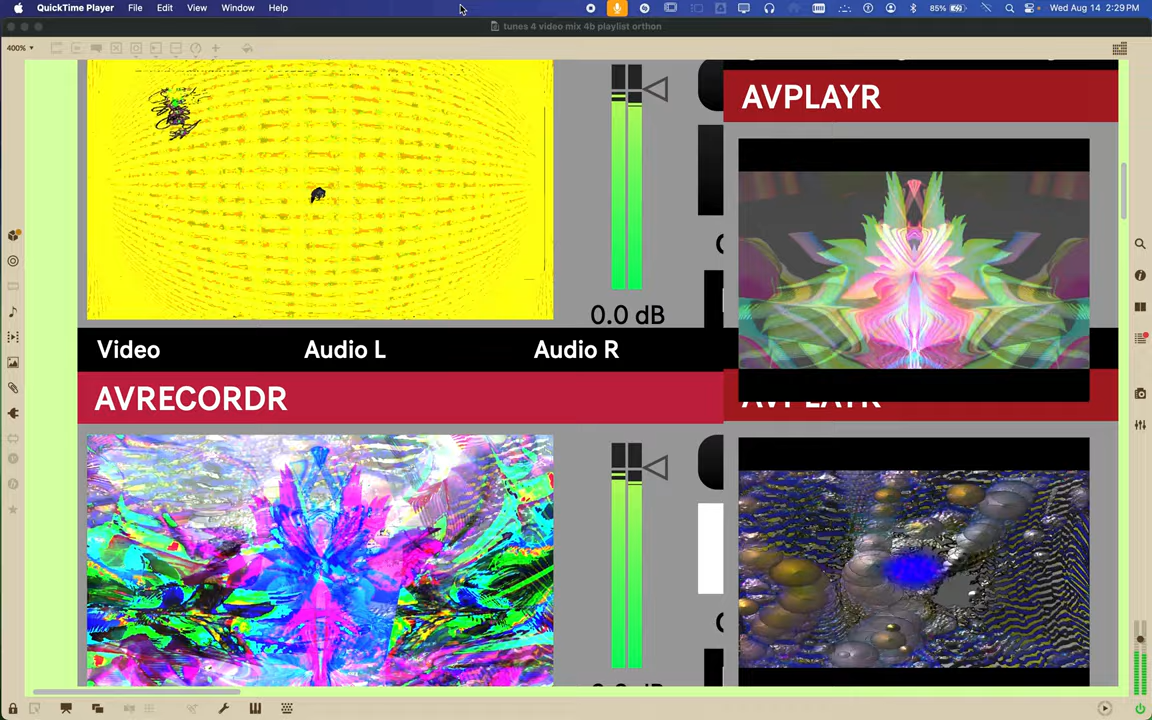 QuickTime Player File Edit View Window Help 85% Wed Aug 14 2:29 PM
tunes 4 video mix 4b playlist orthon
400%
AVPLAYR
0.0 dB
Video Audio L Audio R
AVRECORDR